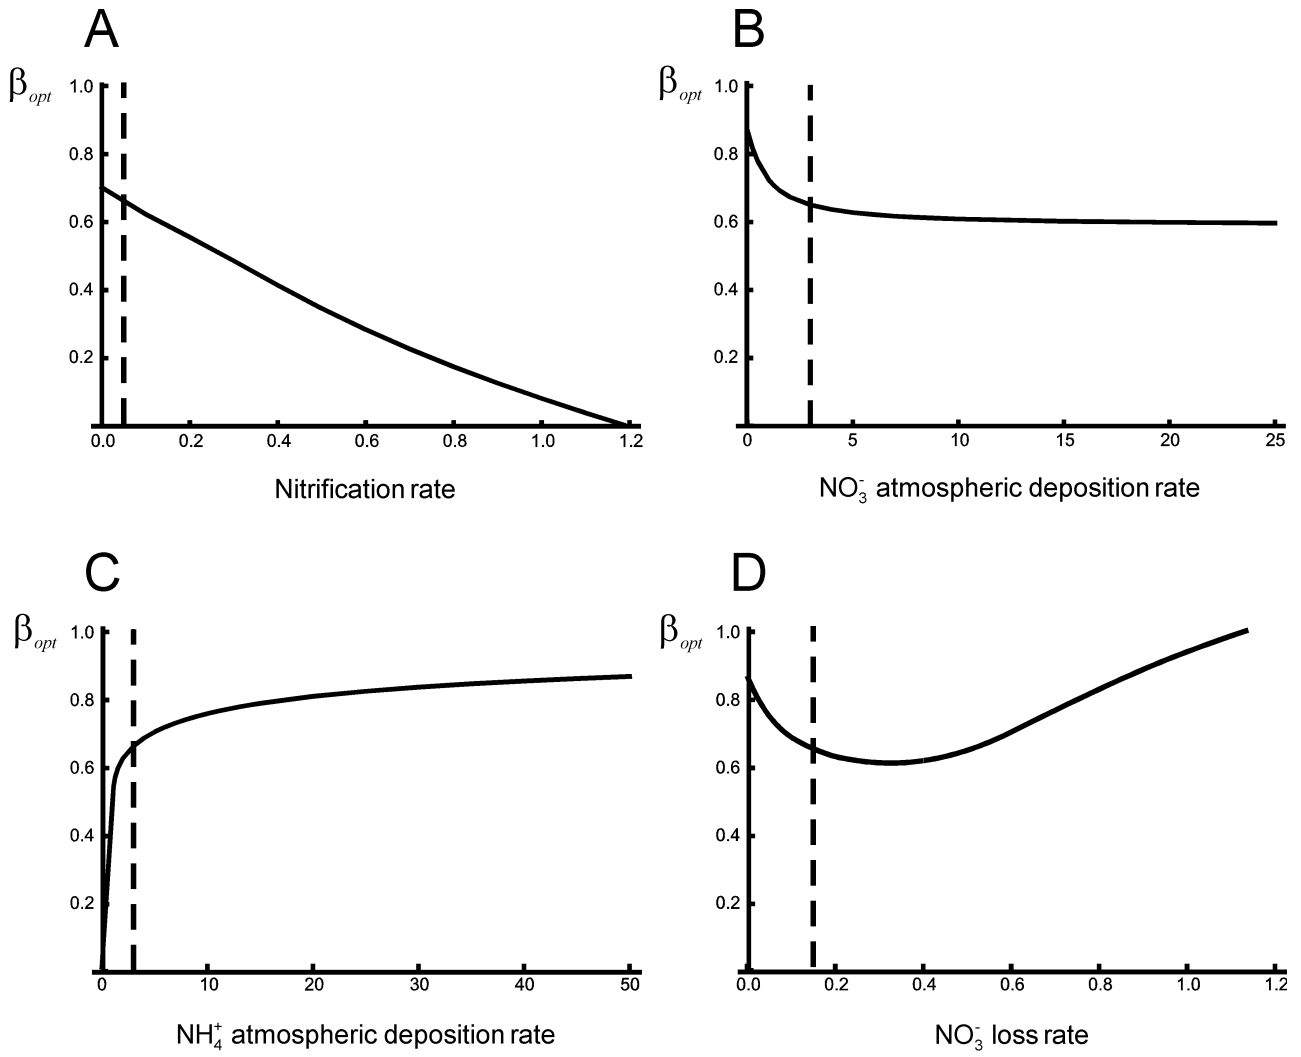 A
β_opt
1.0
0.8
0.6
0.4
0.2
0.0 0.2 0.4 0.6 0.8 1.0 1.2
Nitrification rate
B
β_opt
1.0
0.8
0.6
0.4
0.2
0 5 10 15 20 25
NO₃⁻ atmospheric deposition rate
C
β_opt
1.0
0.8
0.6
0.4
0.2
0 10 20 30 40 50
NH₄⁺ atmospheric deposition rate
D
β_opt
1.0
0.8
0.6
0.4
0.2
0.0 0.2 0.4 0.6 0.8 1.0 1.2
NO₃⁻ loss rate